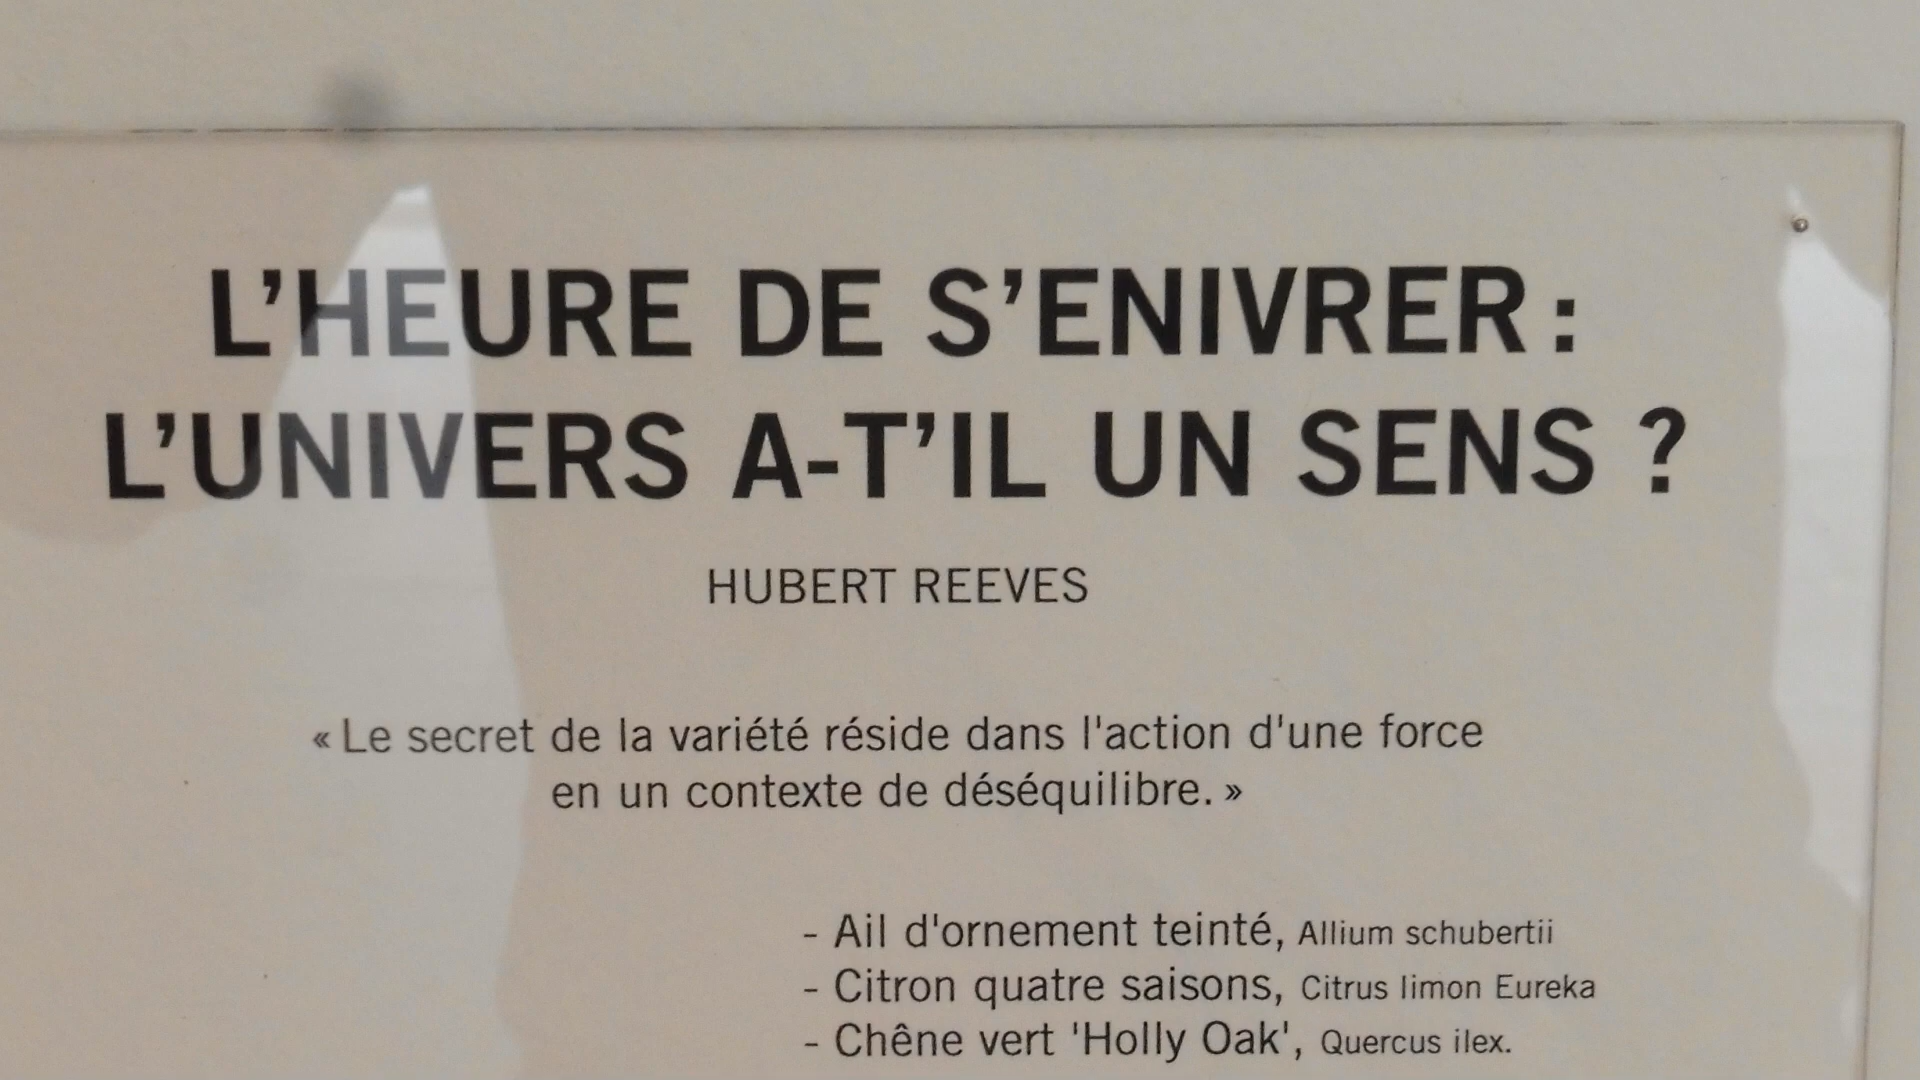 L’HEURE DE S’ENIVRER :
L’UNIVERS A-T’IL UN SENS ?
HUBERT REEVES
« Le secret de la variété réside dans l'action d'une force
en un contexte de déséquilibre. »
- Ail d'ornement teinté, Allium schubertii
- Citron quatre saisons, Citrus limon Eureka
- Chêne vert 'Holly Oak', Quercus ilex.